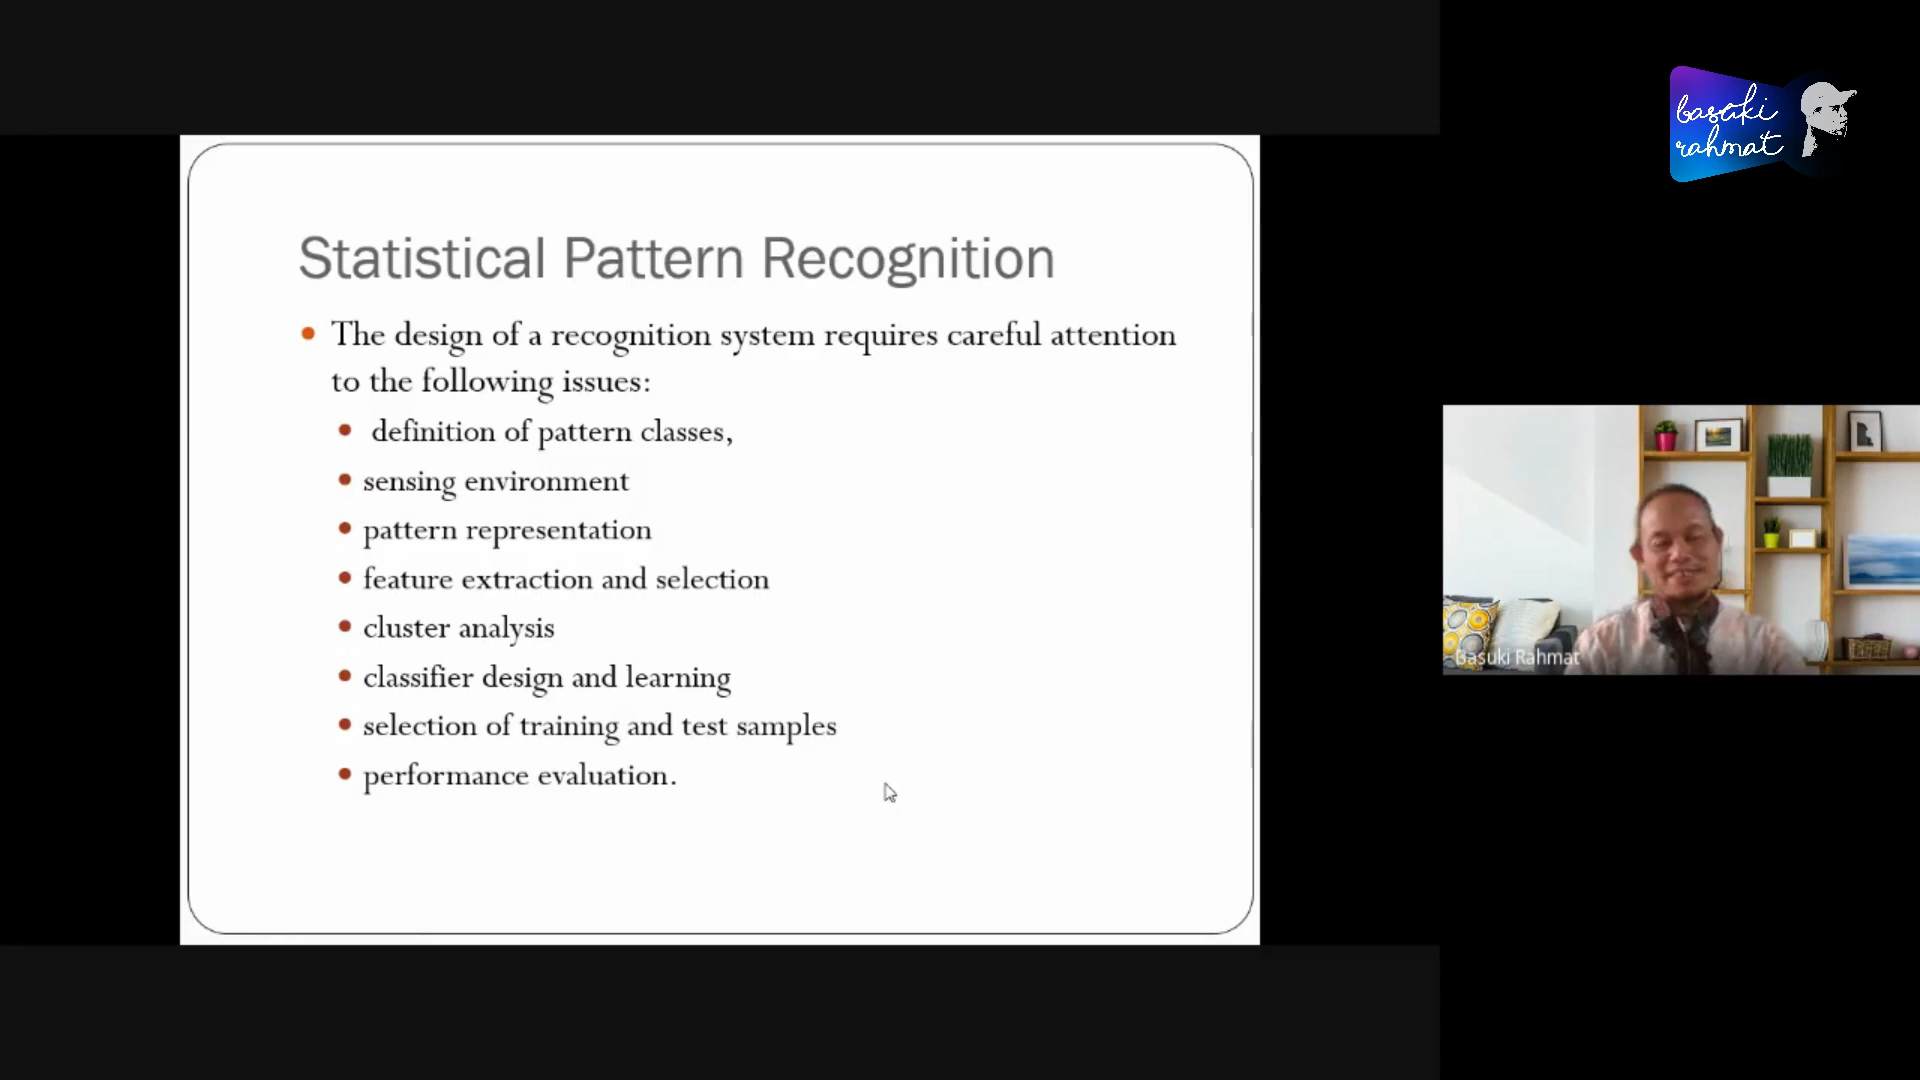 Statistical Pattern Recognition
• The design of a recognition system requires careful attention
to the following issues:
• definition of pattern classes,
• sensing environment
• pattern representation
• feature extraction and selection
• cluster analysis
• classifier design and learning
• selection of training and test samples
• performance evaluation.
basuki
rahmat
Basuki Rahmat